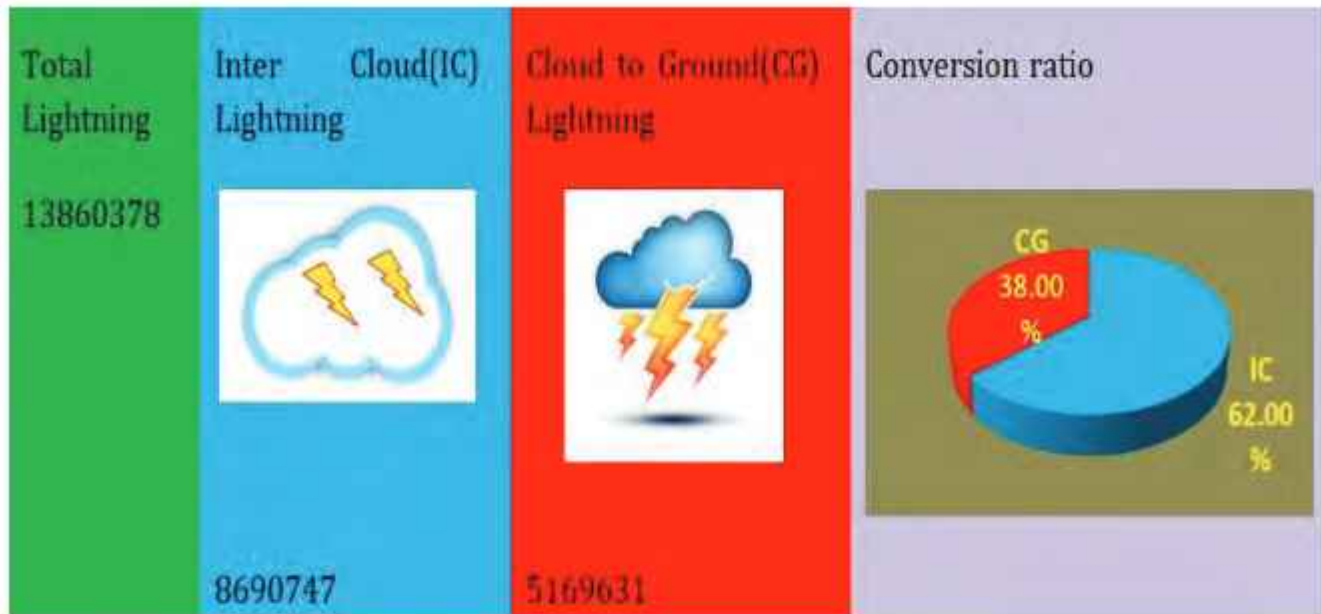 Total
Lightning
13860378
Inter Cloud(IC)
Lightning
8690747
Cloud to Ground(CG)
Lightning
5169631
Conversion ratio
CG
38.00
%
IC
62.00
%